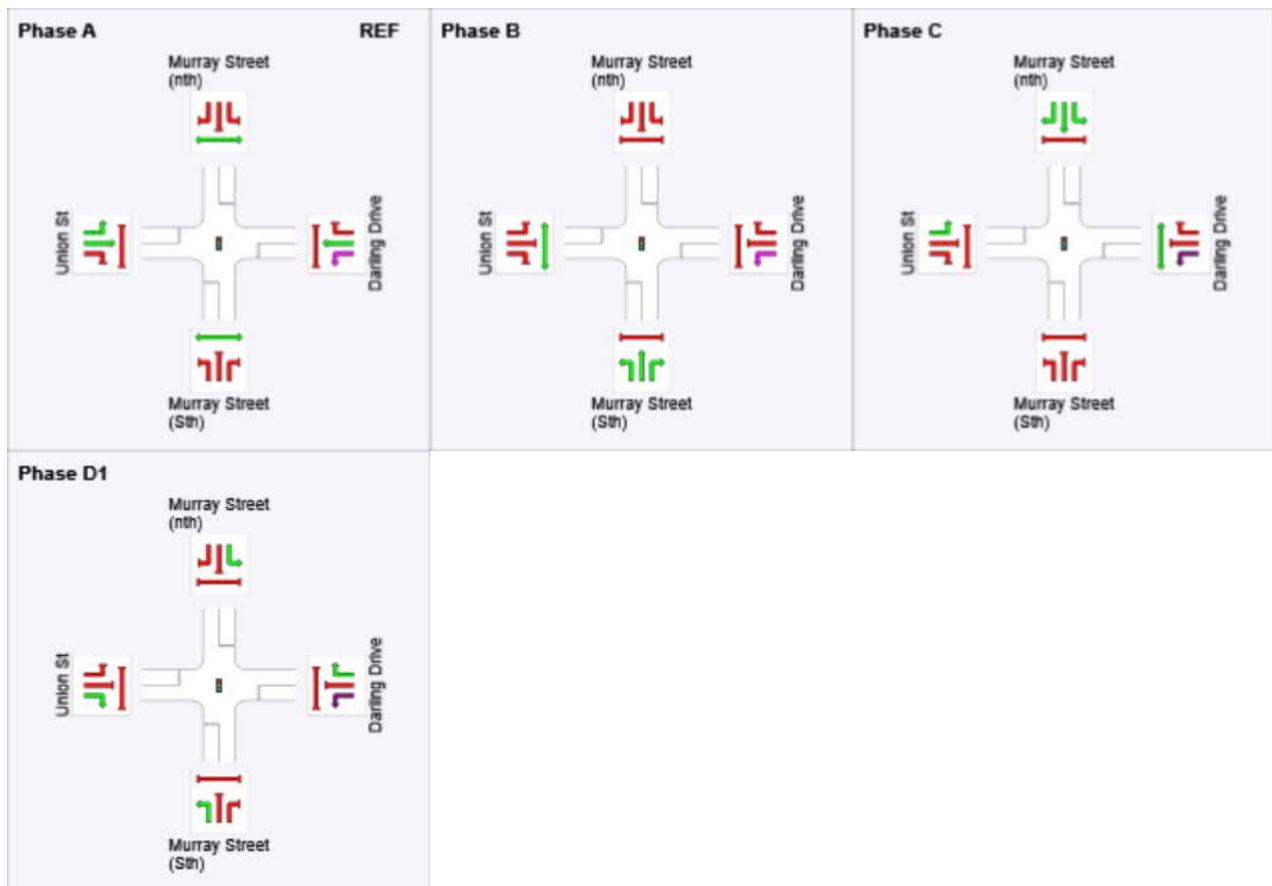 Phase A
REF
Murray Street
(nth)
Union St
Darling Drive
Murray Street
(Sth)
Phase B
Murray Street
(nth)
Union St
Darling Drive
Murray Street
(Sth)
Phase C
Murray Street
(nth)
Union St
Darling Drive
Murray Street
(Sth)
Phase D1
Murray Street
(nth)
Union St
Darling Drive
Murray Street
(Sth)